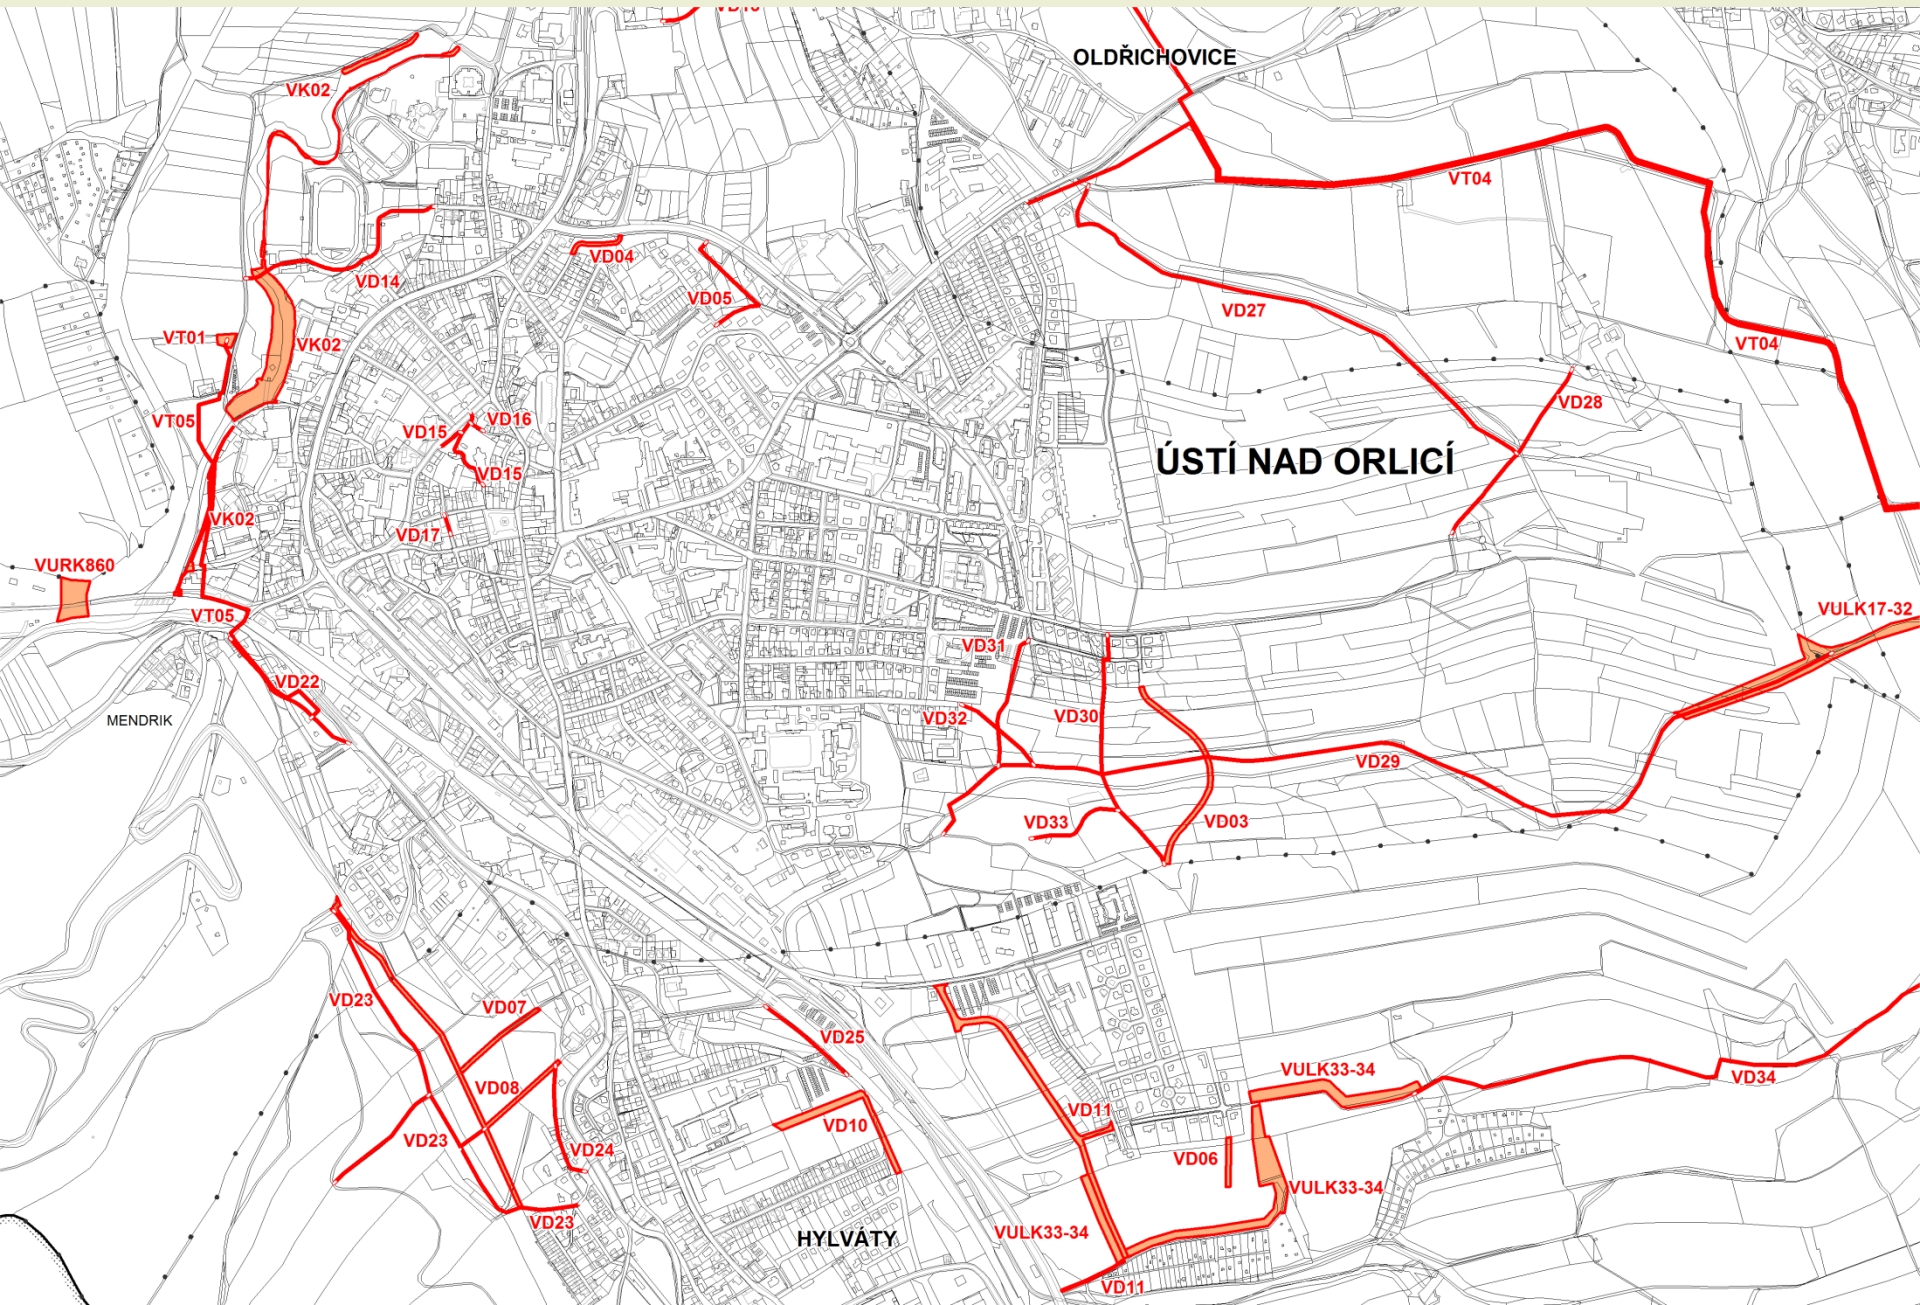 OLDŘICHOVICE
VK02
VT04
VD04
VD14
VD05
VD27
VT01
VK02
VT04
VD28
VT05
VD16
VD15
ÚSTÍ NAD ORLICÍ
VD15
VK02
VD17
VURK860
VT05
VULK17-32
VD31
VD22
MENDRIK
VD32
VD30
VD29
VD33
VD03
VD23
VD07
VD25
VULK33-34
VD34
VD08
VD11
VD10
VD23
VD24
VD06
VULK33-34
VD23
VULK33-34
HYLVÁTY
VD11